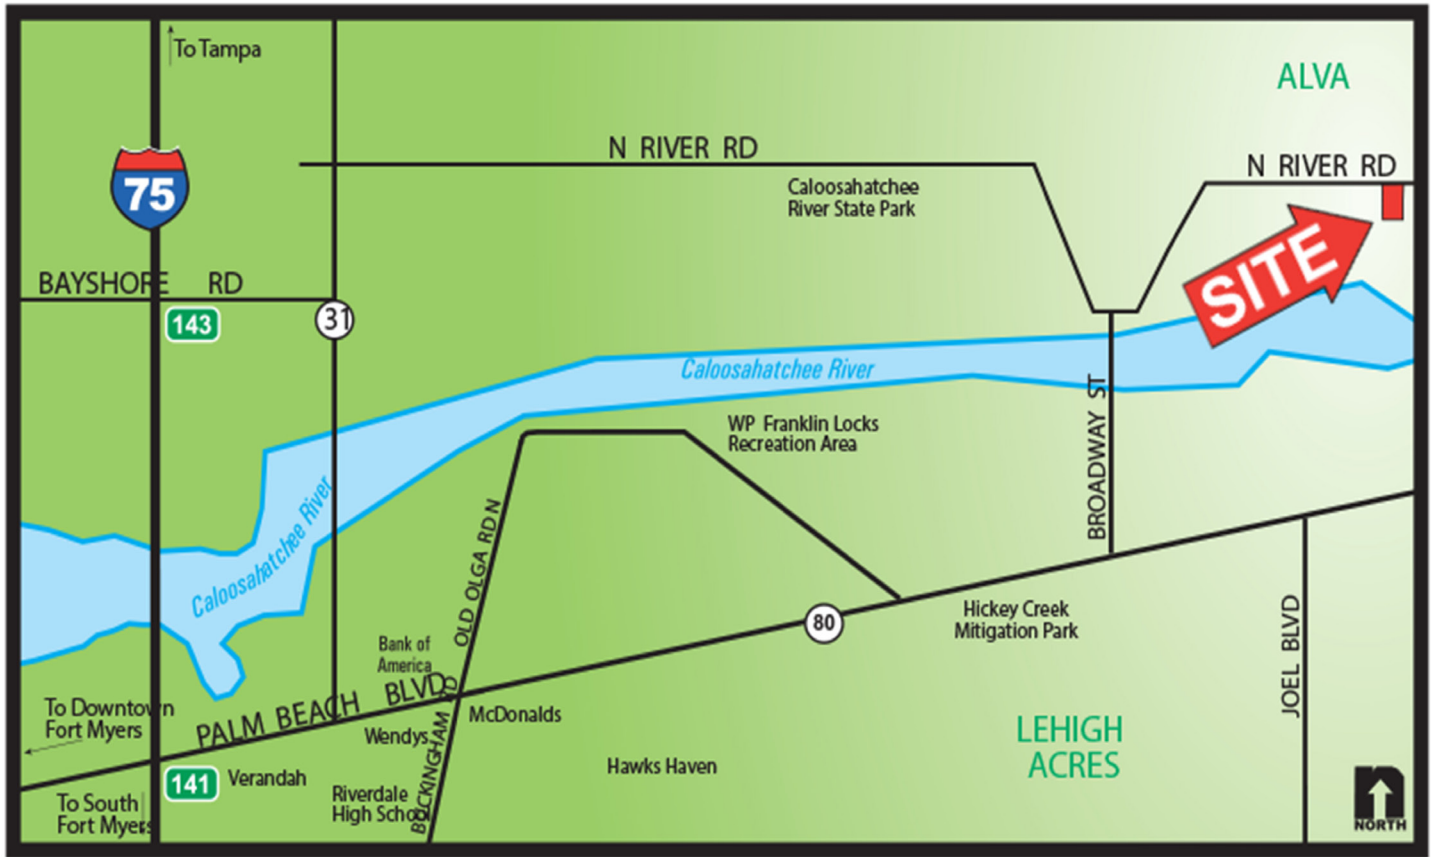 To Tampa
ALVA
N RIVER RD
N RIVER RD
75
Caloosahatchee
River State Park
SITE
BAYSHORE RD
143
31
Caloosahatchee River
BROADWAY ST
WP Franklin Locks
Recreation Area
Caloosahatchee River
OLD OLGA RD N
80
Hickey Creek
Mitigation Park
JOEL BLVD
Bank of
America
PALM BEACH BLVD
To Downtown
Fort Myers
McDonalds
Wendys
BUCKINGHAM RD
LEHIGH
ACRES
Hawks Haven
141
Verandah
Riverdale
High School
To South
Fort Myers
NORTH